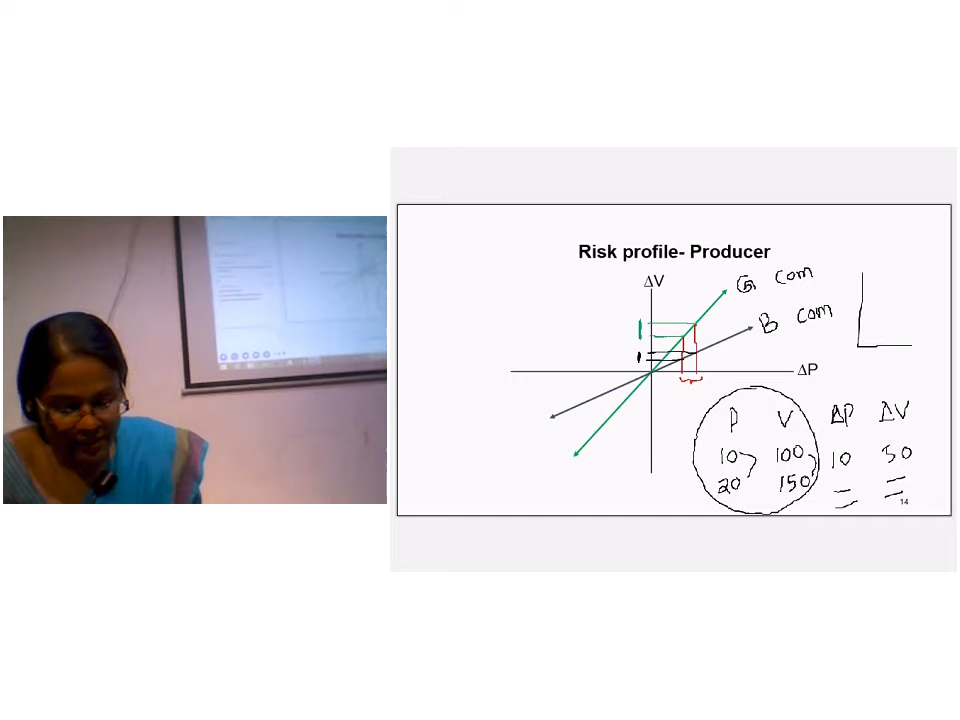 Risk profile- Producer
ΔV
G com
B com
ΔP
P V ΔP ΔV
10 100 10 50
20 150
14